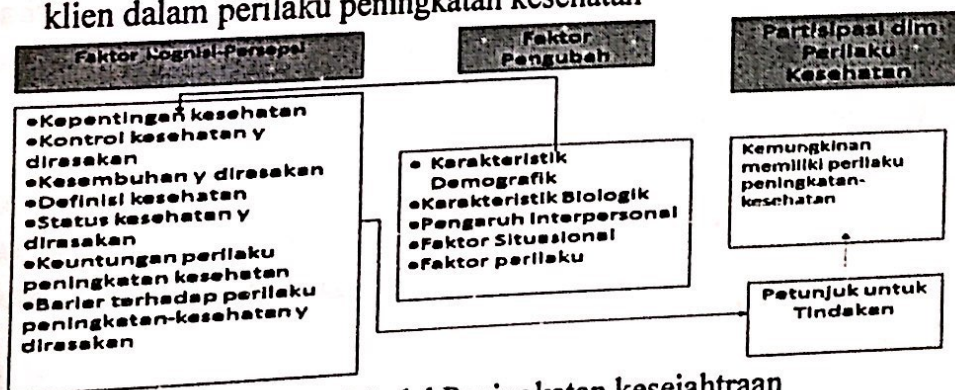 klien dalam perilaku peningkatan kesehatan
Faktor Kognisi-Persepsi
Faktor
Pengubah
Partisipasi dlm
Perilaku
Kesehatan
•Kepentingan kesehatan
•Kontrol kesehatan y
dirasakan
•Kesembuhan y dirasakan
•Definisi kesehatan
•Status kesehatan y
dirasakan
•Keuntungan perilaku
peningkatan kesehatan
•Barier terhadap perilaku
peningkatan-kesehatan y
dirasakan
• Karakteristik
Demografik
•Karakteristik Biologik
•Pengaruh Interpersonal
•Faktor Situasional
•Faktor perilaku
Kemungkinan
memiliki perilaku
peningkatan-
kesehatan
Petunjuk untuk
Tindakan
Peningkatan kesejahtraan